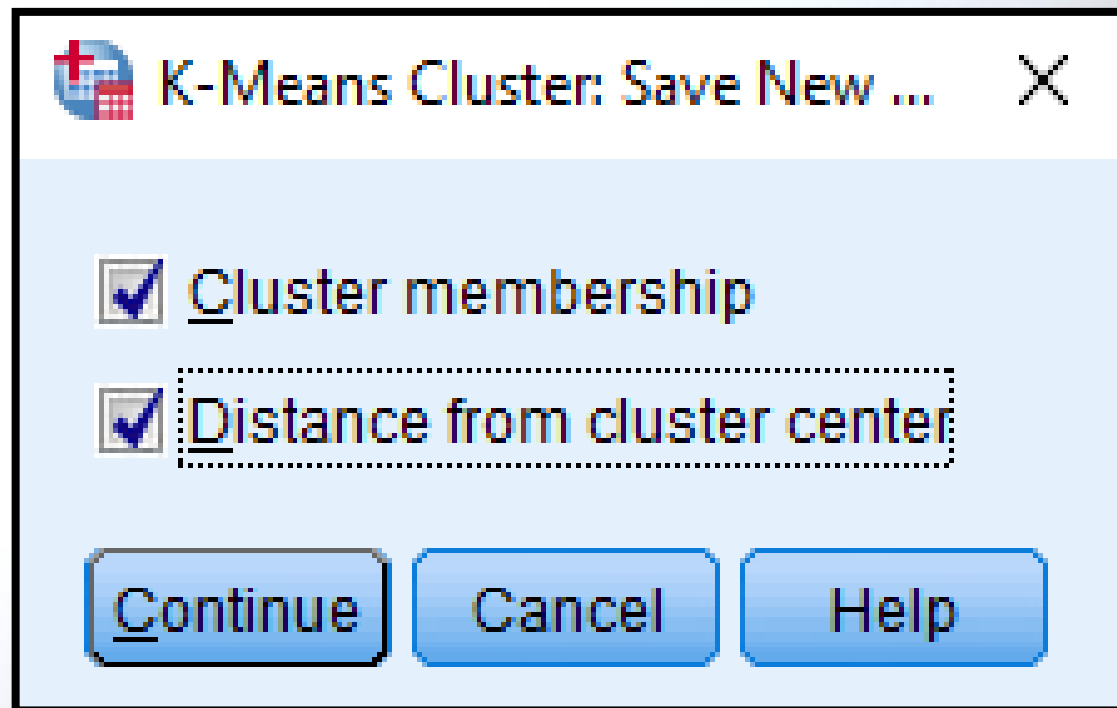 K-Means Cluster: Save New ...
Cluster membership
Distance from cluster center
Continue Cancel Help